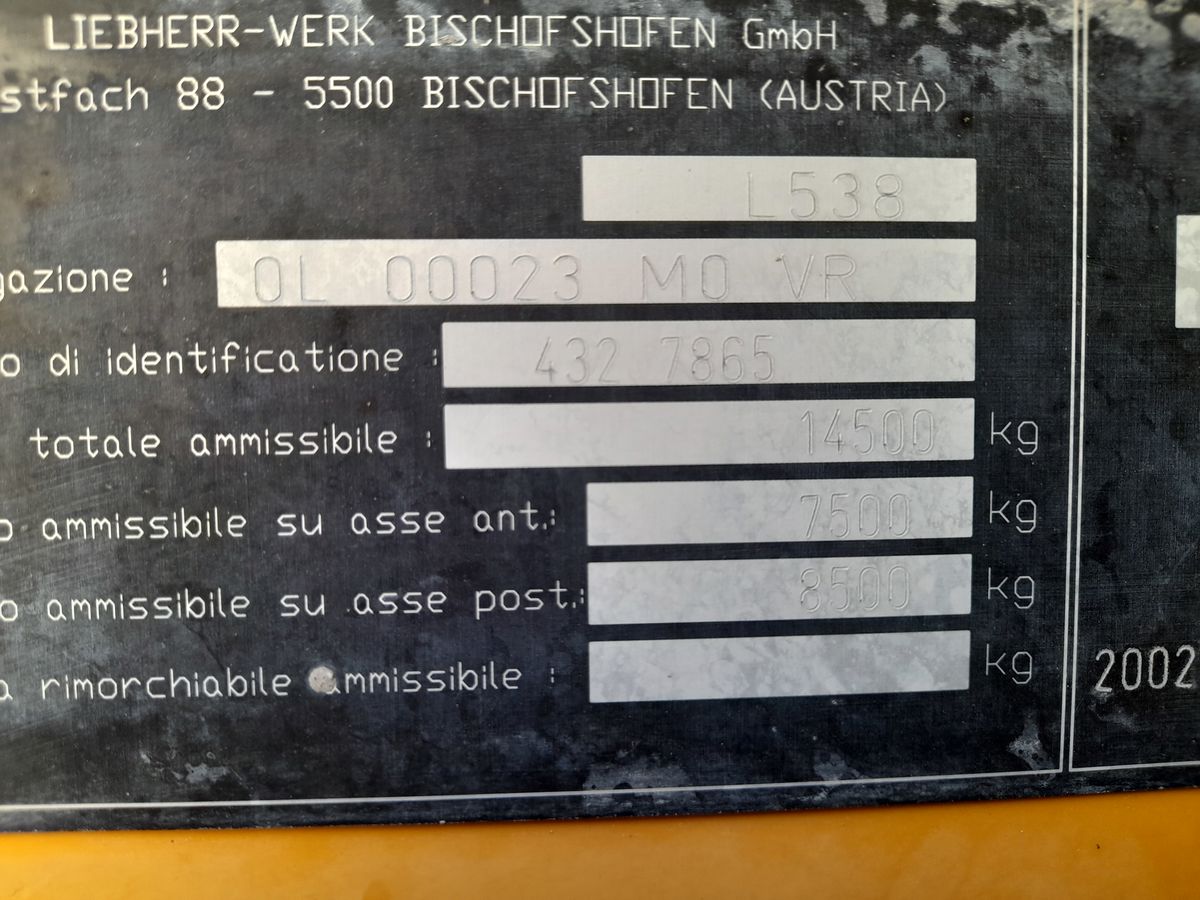 LIEBHERR-WERK BISCHOFSHOFEN GmbH
stfach 88 - 5500 BISCHOFSHOFEN (AUSTRIA)
L538
gazione : OL 00023 MO VR
o di identificatione : 432 7865
totale ammissibile : 14500 kg
o ammissibile su asse ant.: 7500 kg
o ammissibile su asse post.: 8500 kg
a rimorchiabile ammissibile : kg
2002